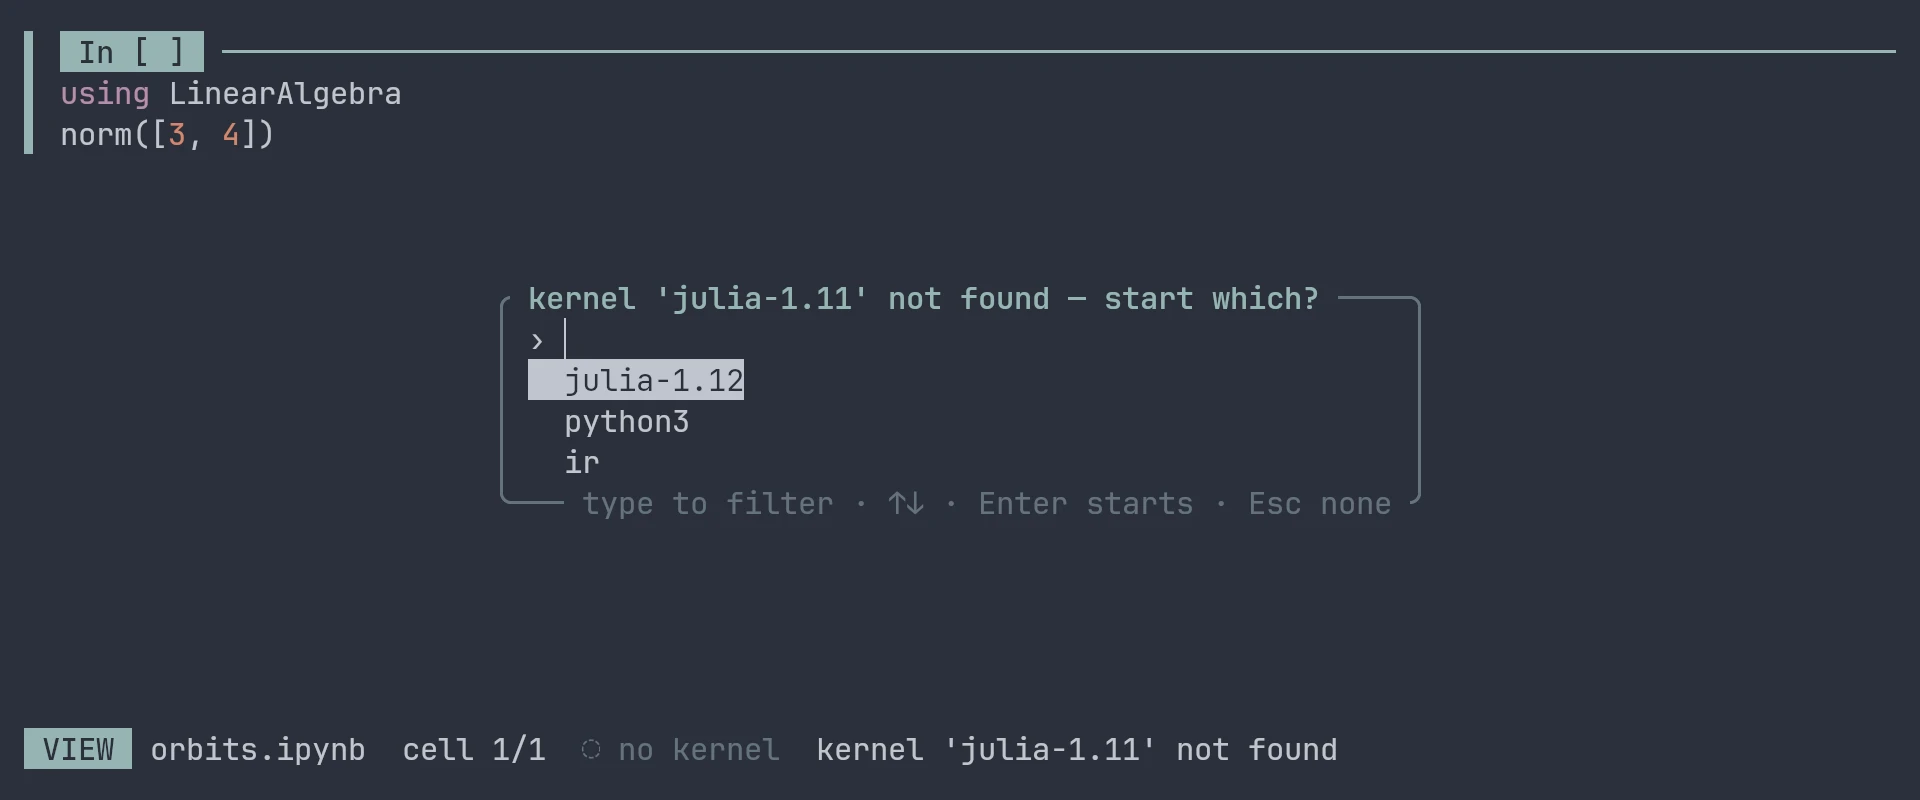 In [ ]
using LinearAlgebra
norm([3, 4])
kernel 'julia-1.11' not found — start which?
›
julia-1.12
python3
ir
type to filter · ↑↓ · Enter starts · Esc none
VIEW orbits.ipynb cell 1/1 ◌ no kernel kernel 'julia-1.11' not found